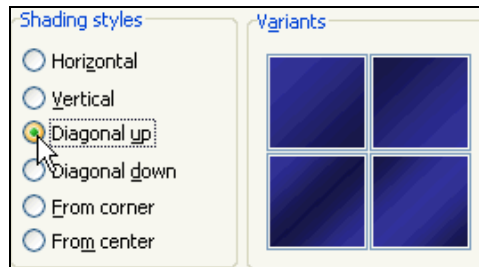 Shading styles
Variants
Horizontal
Vertical
Diagonal up
Diagonal down
From corner
From center